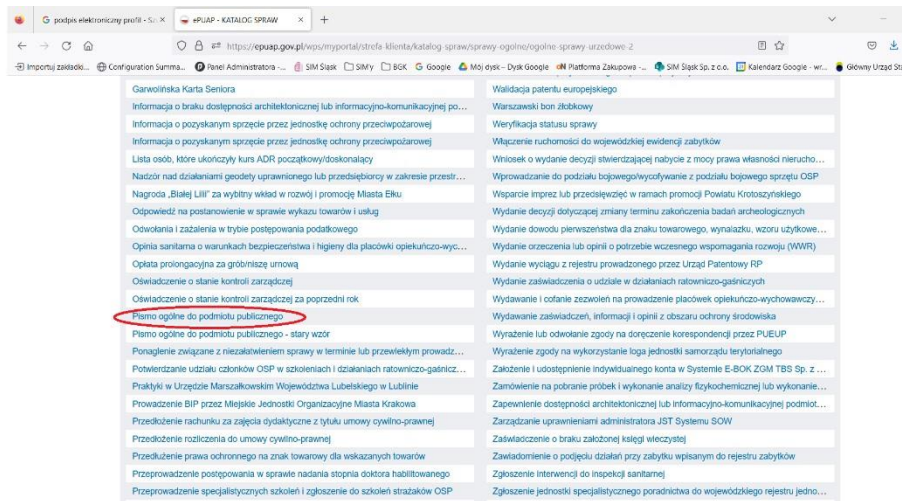 podpis elektroniczny profil - Sz
ePUAP - KATALOG SPRAW
https://epuap.gov.pl/wps/myportal/strefa-klienta/katalog-spraw/sprawy-ogolne/ogolne-sprawy-urzedowe-2
Importuj zakładki...
Configuration Summa...
Panel Administratora -...
SIM Śląsk
SIM'y
BGK
Google
Mój dysk – Dysk Google
Platforma Zakupowa -...
SIM Śląsk Sp. z o.o.
Kalendarz Google - wr...
Główny Urząd Sta
Garwolińska Karta Seniora
Informacja o braku dostępności architektonicznej lub informacyjno-komunikacyjnej po...
Informacja o pozyskanym sprzęcie przez jednostkę ochrony przeciwpożarowej
Informacja o pozyskanym sprzęcie przez jednostkę ochrony przeciwpożarowej
Lista osób, które ukończyły kurs ADR początkowy/doskonalący
Nadzór nad działaniami geodety uprawnionego lub przedsiębiorcy w zakresie przestr...
Nagroda „Białej Lilii" za wybitny wkład w rozwój i promocję Miasta Ełku
Odpowiedź na postanowienie w sprawie wykazu towarów i usług
Odwołania i zażalenia w trybie postępowania podatkowego
Opinia sanitarna o warunkach bezpieczeństwa i higieny dla placówki opiekuńczo-wyc...
Opłata prolongacyjna za grób/niszę urnową
Oświadczenie o stanie kontroli zarządczej
Oświadczenie o stanie kontroli zarządczej za poprzedni rok
Pismo ogólne do podmiotu publicznego
Pismo ogólne do podmiotu publicznego - stary wzór
Ponaglenie związane z niezałatwieniem sprawy w terminie lub przewlekłym prowadz...
Potwierdzanie udziału członków OSP w szkoleniach i działaniach ratowniczo-gaśnicz...
Praktyki w Urzędzie Marszałkowskim Województwa Lubelskiego w Lublinie
Prowadzenie BIP przez Miejskie Jednostki Organizacyjne Miasta Krakowa
Przedłożenie rachunku za zajęcia dydaktyczne z tytułu umowy cywilno-prawnej
Przedłożenie rozliczenia do umowy cywilno-prawnej
Przedłużenie prawa ochronnego na znak towarowy dla wskazanych towarów
Przeprowadzenie postępowania w sprawie nadania stopnia doktora habilitowanego
Przeprowadzenie specjalistycznych szkoleń i zgłoszenie do szkoleń strażaków OSP
Walidacja patentu europejskiego
Warszawski bon żłobkowy
Weryfikacja statusu sprawy
Włączenie ruchomości do wojewódzkiej ewidencji zabytków
Wniosek o wydanie decyzji stwierdzającej nabycie z mocy prawa własności nierucho...
Wprowadzanie do podziału bojowego/wycofywanie z podziału bojowego sprzętu OSP
Wsparcie imprez lub przedsięwzięć w ramach promocji Powiatu Krotoszyńskiego
Wydanie decyzji dotyczącej zmiany terminu zakończenia badań archeologicznych
Wydanie dowodu pierwszeństwa dla znaku towarowego, wynalazku, wzoru użytkowe...
Wydanie orzeczenia lub opinii o potrzebie wczesnego wspomagania rozwoju (WWR)
Wydanie wyciągu z rejestru prowadzonego przez Urząd Patentowy RP
Wydanie zaświadczenia o udziale w działaniach ratowniczo-gaśniczych
Wydawanie i cofanie zezwoleń na prowadzenie placówek opiekuńczo-wychowawczy...
Wydawanie zaświadczeń, informacji i opinii z obszaru ochrony środowiska
Wyrażenie lub odwołanie zgody na doręczenie korespondencji przez PUEUP
Wyrażenie zgody na wykorzystanie loga jednostki samorządu terytorialnego
Założenie i udostępnienie indywidualnego konta w Systemie E-BOK ZGM TBS Sp. z ...
Zamówienie na pobranie próbek i wykonanie analizy fizykochemicznej lub wykonanie...
Zapewnienie dostępności architektonicznej lub informacyjno-komunikacyjnej podmiot...
Zarządzanie uprawnieniami administratora JST Systemu SOW
Zaświadczenie o braku założonej księgi wieczystej
Zawiadomienie o podjęciu działań przy zabytku wpisanym do rejestru zabytków
Zgłoszenie interwencji do inspekcji sanitarnej
Zgłoszenie jednostki specjalistycznego poradnictwa do wojewódzkiego rejestru jedno...